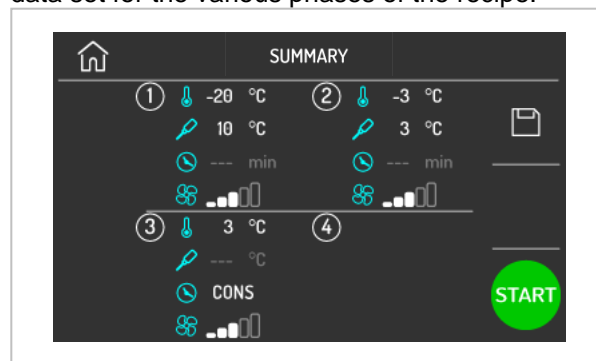 data set for the various phases of the recipe.
SUMMARY
1 -20 °C 2 -3 °C
10 °C 3 °C
--- min --- min
3 3 °C 4
--- °C
CONS
START